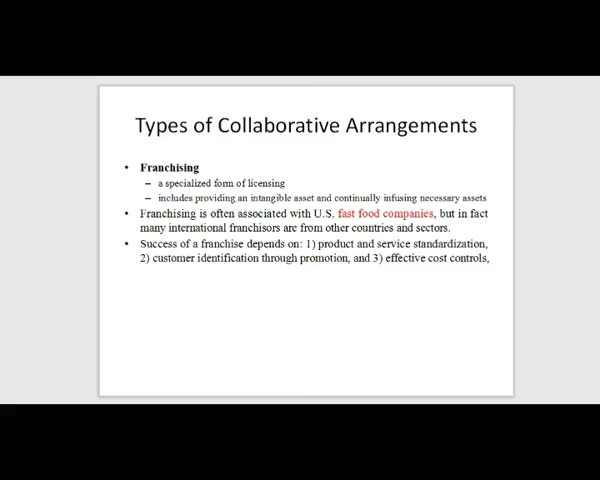 Types of Collaborative Arrangements
• Franchising
– a specialized form of licensing
– includes providing an intangible asset and continually infusing necessary assets
• Franchising is often associated with U.S. fast food companies, but in fact
many international franchisors are from other countries and sectors.
• Success of a franchise depends on: 1) product and service standardization,
2) customer identification through promotion, and 3) effective cost controls,